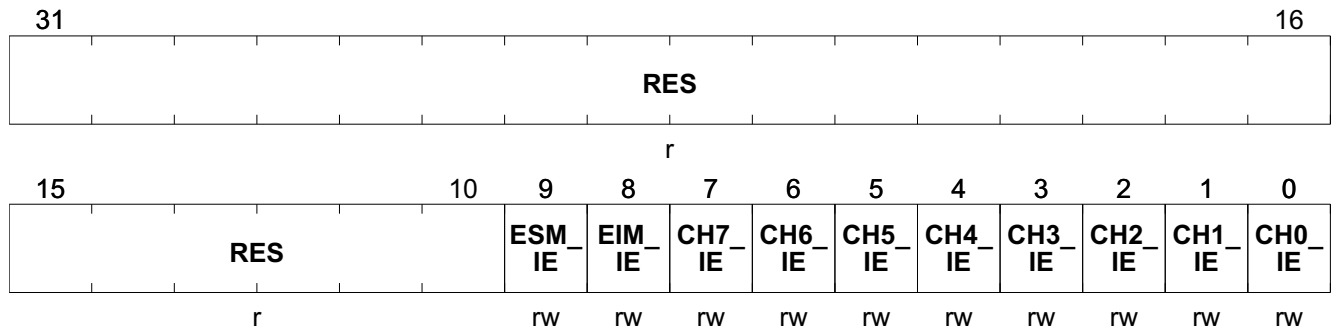 31 16
RES
r
15 10 9 8 7 6 5 4 3 2 1 0
RES ESM_ EIM_ CH7_ CH6_ CH5_ CH4_ CH3_ CH2_ CH1_ CH0_
IE IE IE IE IE IE IE IE IE IE
r rw rw rw rw rw rw rw rw rw rw